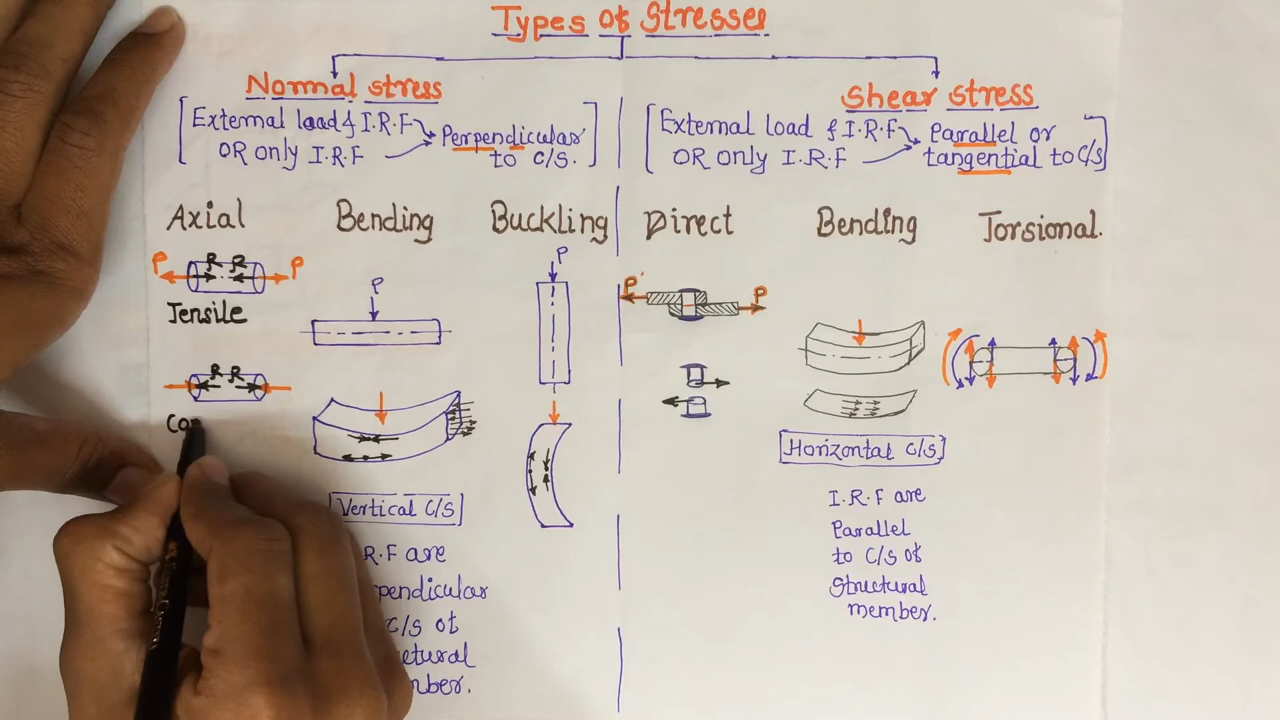 Types of Stresses
Normal stress
External load & I.R.F
OR only I.R.F
Perpendicular
to C/S.
Shear stress
External load & I.R.F
OR only I.R.F
parallel or
tangential to C/S
Axial
Bending
Buckling
Direct
Bending
Torsional.
P
R R
P
Tensile
R R
Co
P
Vertical C/S
R.F are
pendicular
C/S of
mber.
P
P
P
Horizontal C/S
I.R.F are
Parallel
to C/S of
Structural
member.